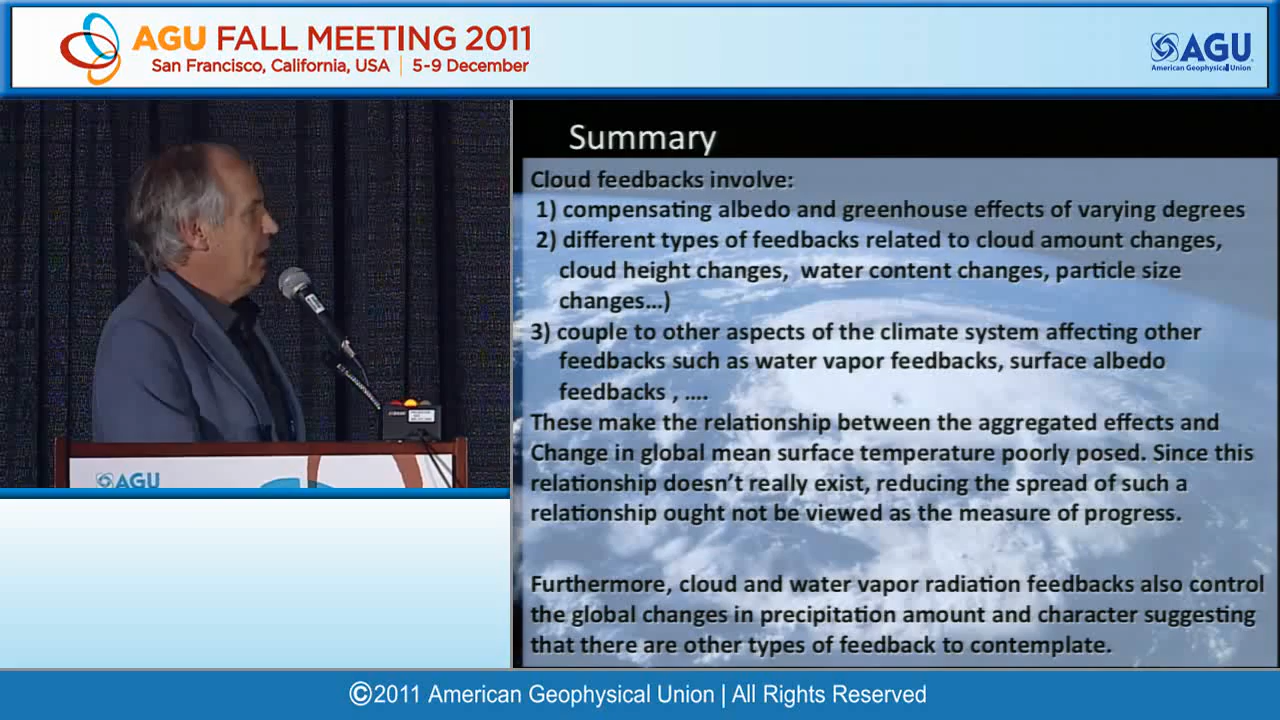 AGU FALL MEETING 2011
San Francisco, California, USA | 5-9 December
AGU
American Geophysical Union
Summary
Cloud feedbacks involve:
1) compensating albedo and greenhouse effects of varying degrees
2) different types of feedbacks related to cloud amount changes,
cloud height changes, water content changes, particle size
changes...)
3) couple to other aspects of the climate system affecting other
feedbacks such as water vapor feedbacks, surface albedo
feedbacks , ....
These make the relationship between the aggregated effects and
Change in global mean surface temperature poorly posed. Since this
relationship doesn't really exist, reducing the spread of such a
relationship ought not be viewed as the measure of progress.
Furthermore, cloud and water vapor radiation feedbacks also control
the global changes in precipitation amount and character suggesting
that there are other types of feedback to contemplate.
AGU
©2011 American Geophysical Union | All Rights Reserved